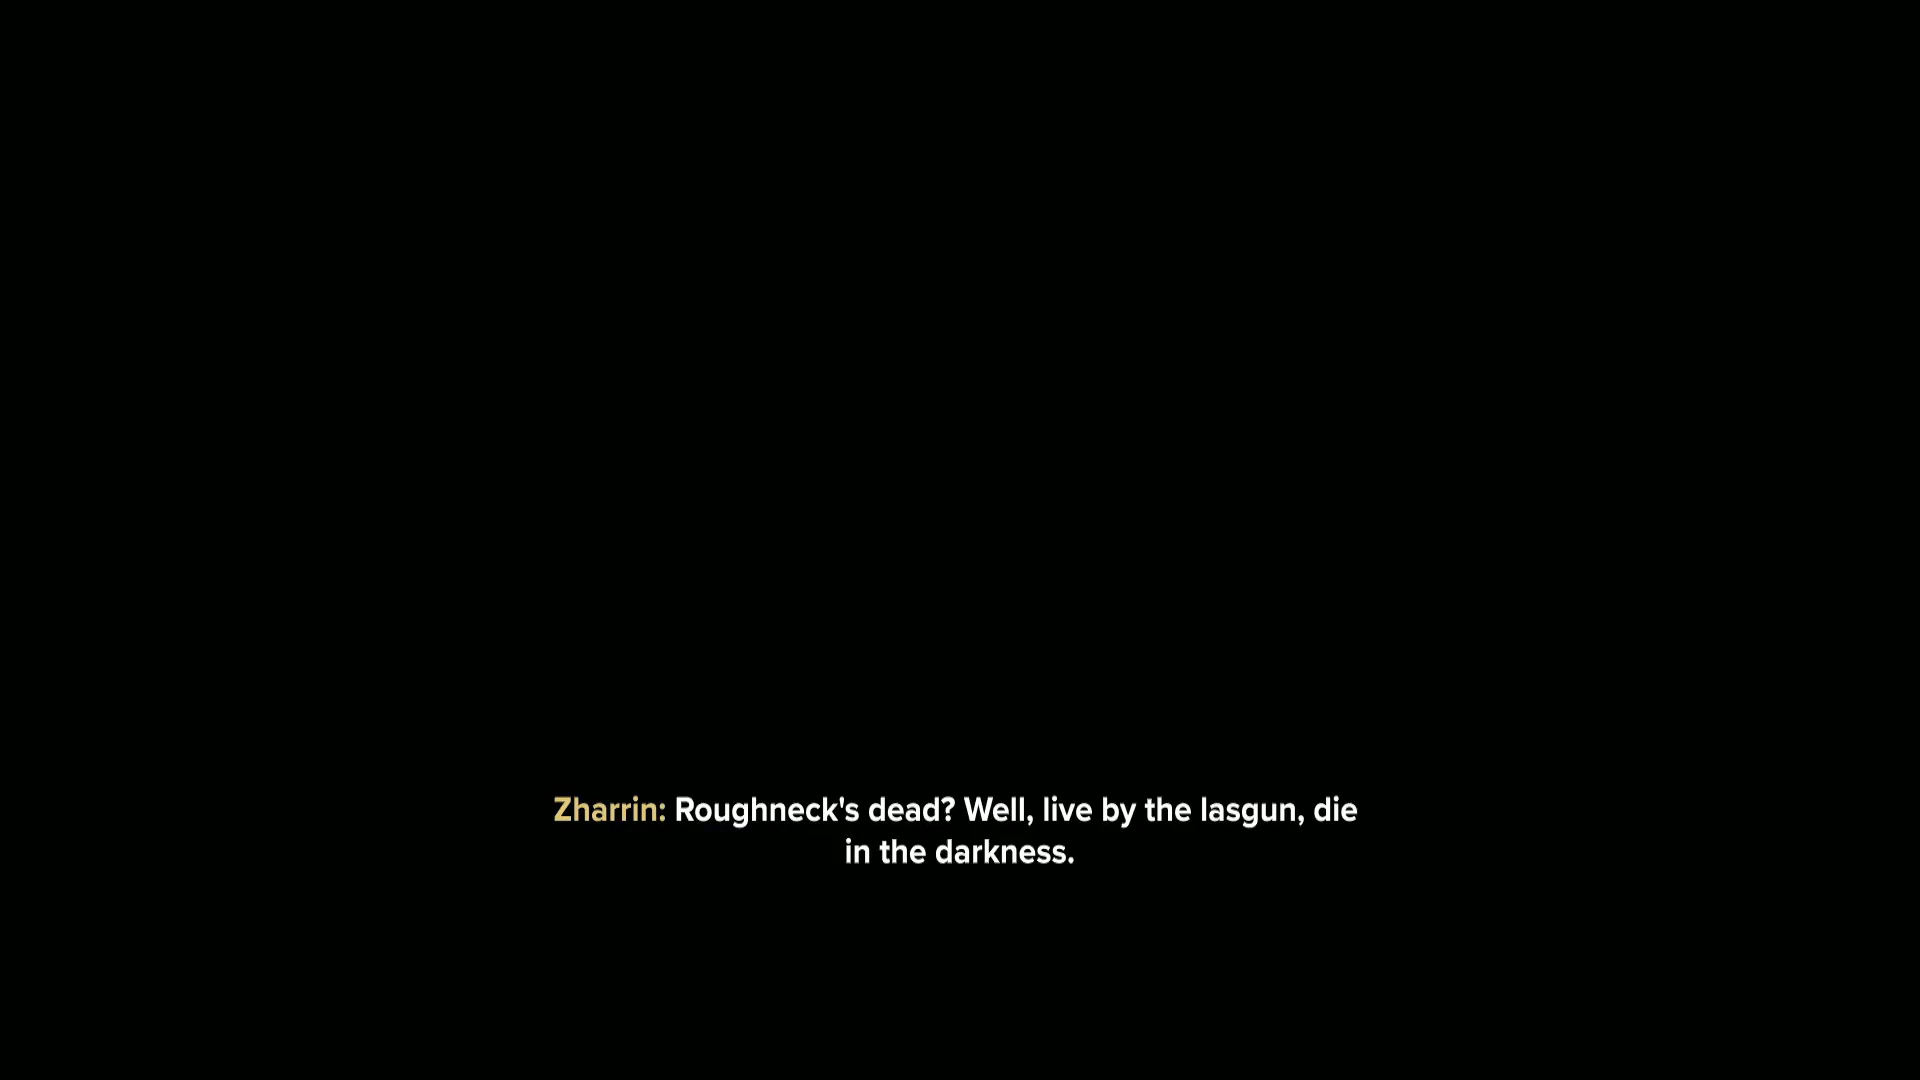 Zharrin: Roughneck's dead? Well, live by the lasgun, die
in the darkness.